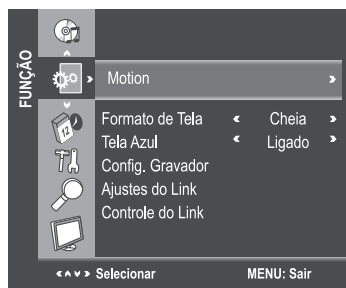 FUNÇÃO
Motion
Formato de Tela Cheia
Tela Azul Ligado
Config. Gravador
Ajustes do Link
Controle do Link
12
Selecionar MENU: Sair